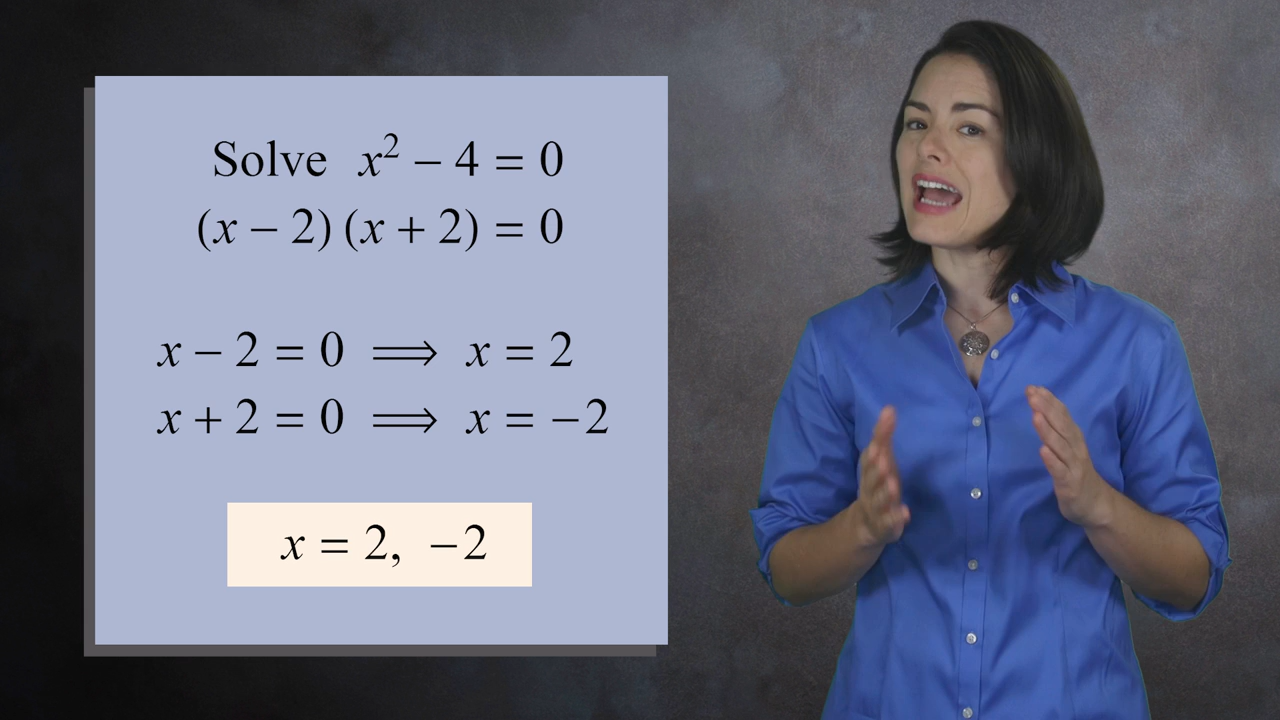 Solve x² − 4 = 0
(x − 2) (x + 2) = 0
x − 2 = 0 ⟹ x = 2
x + 2 = 0 ⟹ x = −2
x = 2, −2